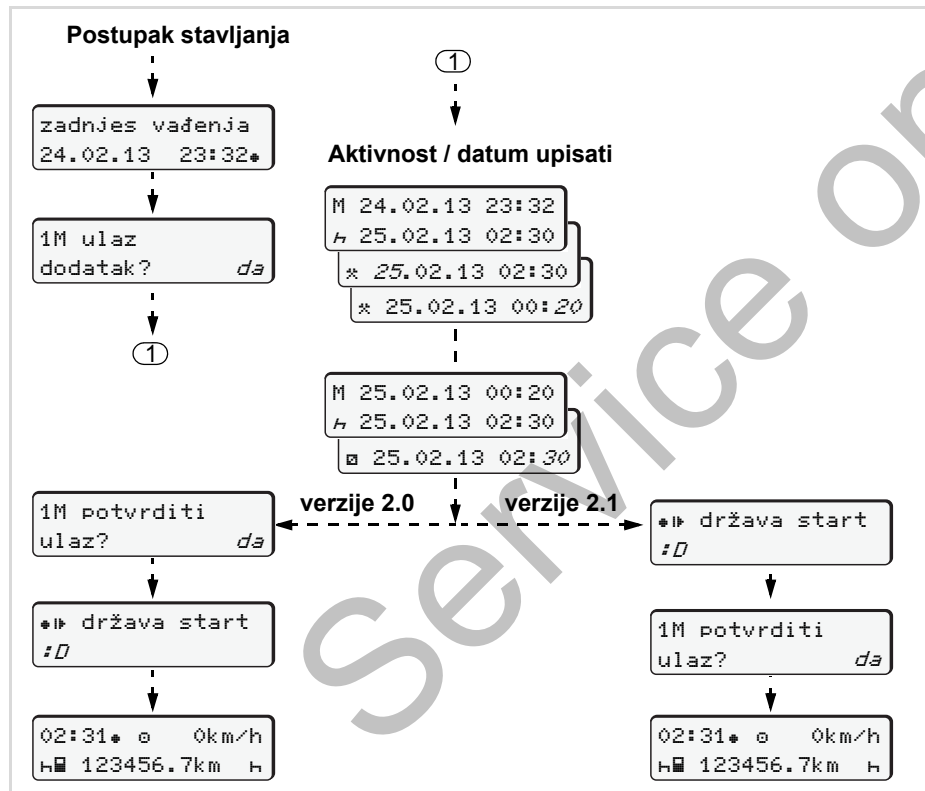 Postupak stavljanja
zadnjes vađenja
24.02.13 23:32
1M ulaz
dodatak? da
1
1
Aktivnost / datum upisati
M 24.02.13 23:32
25.02.13 02:30
25.02.13 02:30
25.02.13 00:20
M 25.02.13 00:20
25.02.13 02:30
25.02.13 02:30
verzije 2.0
verzije 2.1
1M potvrditi
ulaz? da
država start
:D
02:31 0km/h
123456.7km
država start
:D
1M potvrditi
ulaz? da
02:31 0km/h
123456.7km
Service